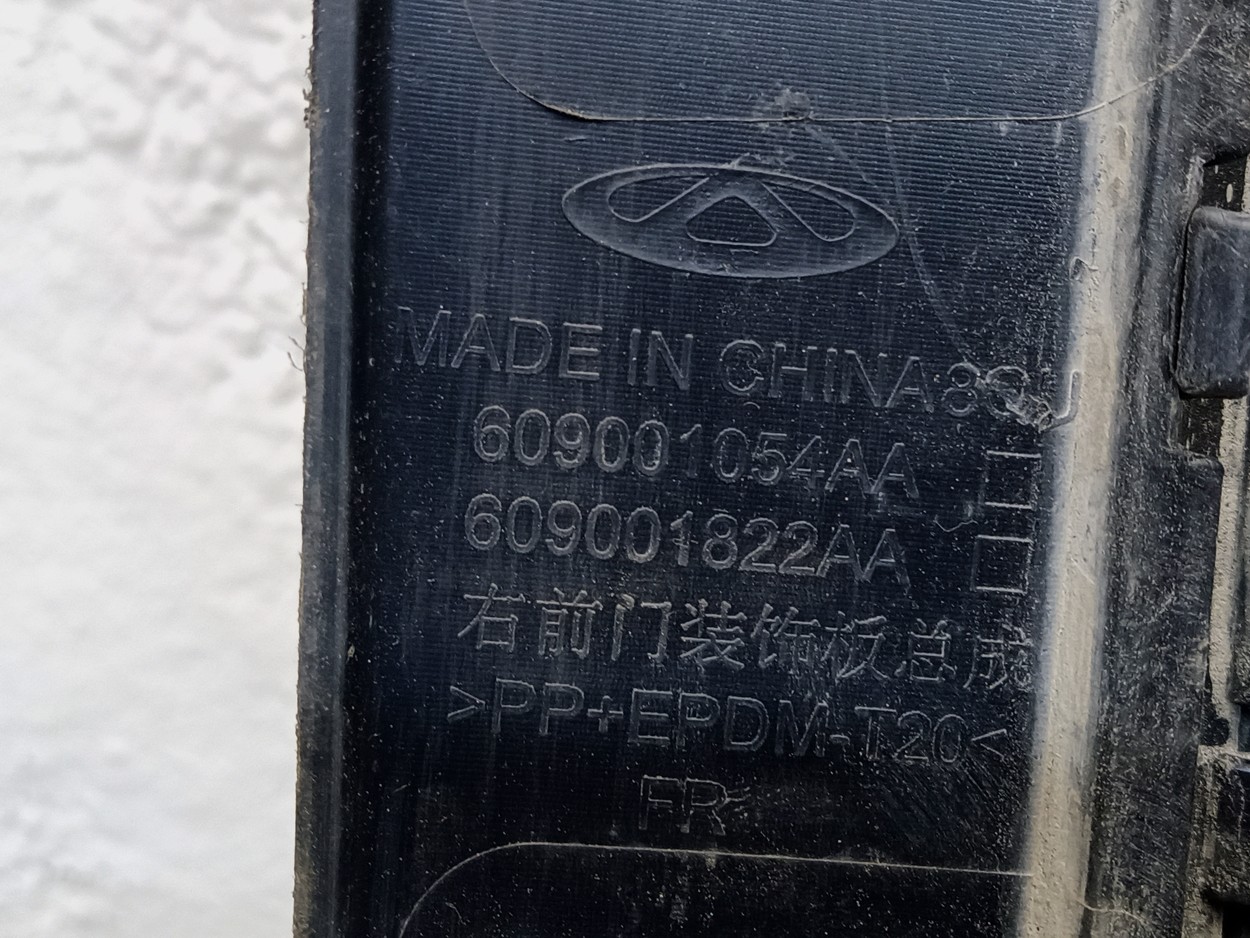 MADE IN CHINA
609001054AA □
609001822AA □
右前门装饰板总成
>PP+EPDM-T20<
FR